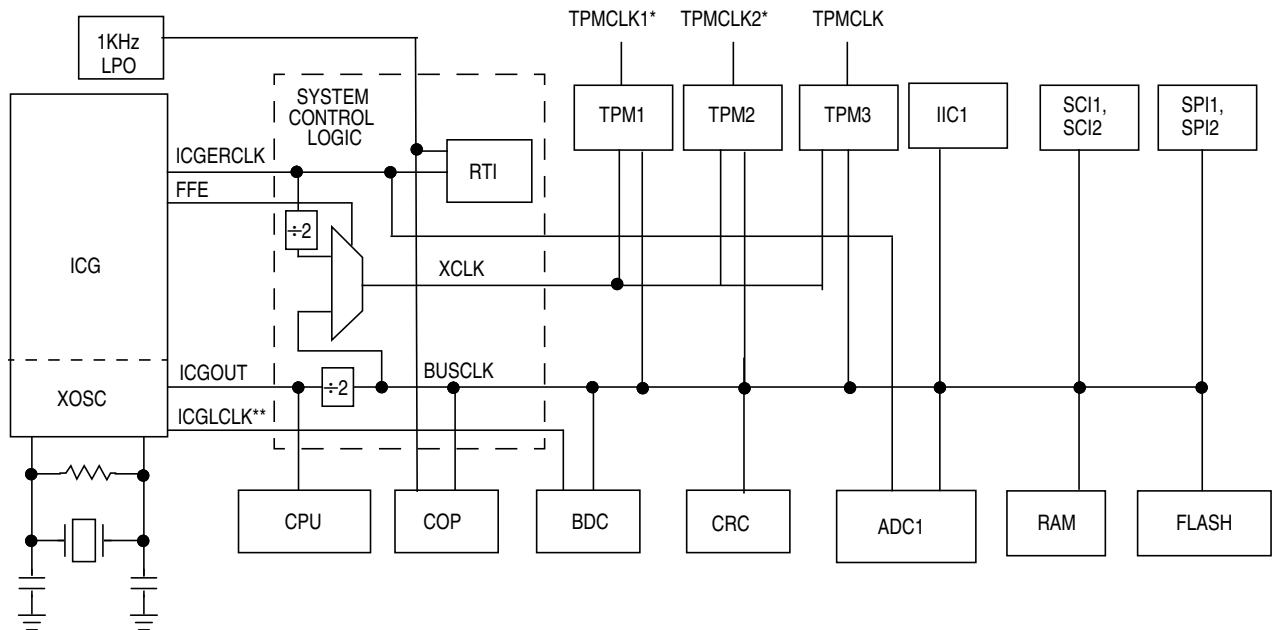 TPMCLK1* TPMCLK2* TPMCLK
1KHz
LPO
SYSTEM
CONTROL
LOGIC
TPM1 TPM2 TPM3 IIC1 SCI1,
SCI2 SPI1,
SPI2
ICGERCLK
RTI
FFE
÷2
ICG
XCLK
ICGOUT
÷2
BUSCLK
XOSC
ICGLCLK**
CPU COP BDC CRC ADC1 RAM FLASH